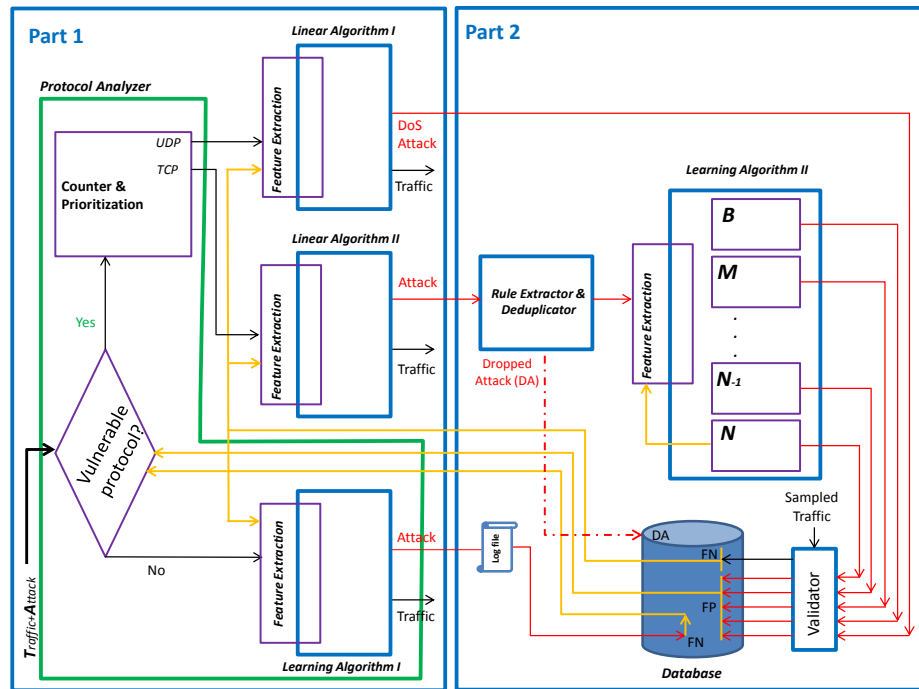 Part 1
Part 2
Linear Algorithm I
Protocol Analyzer
UDP
TCP
Counter &
Prioritization
Feature Extraction
DoS
Attack
Traffic
Linear Algorithm II
Feature Extraction
Attack
Traffic
Yes
Vulnerable
protocol?
No
Traffic+Attack
Feature Extraction
Attack
Traffic
Learning Algorithm I
Log file
Rule Extractor &
Deduplicator
Dropped
Attack (DA)
Feature Extraction
Learning Algorithm II
B
M
.
.
.
N-1
N
Sampled
Traffic
Validator
DA
FN
FP
FN
Database